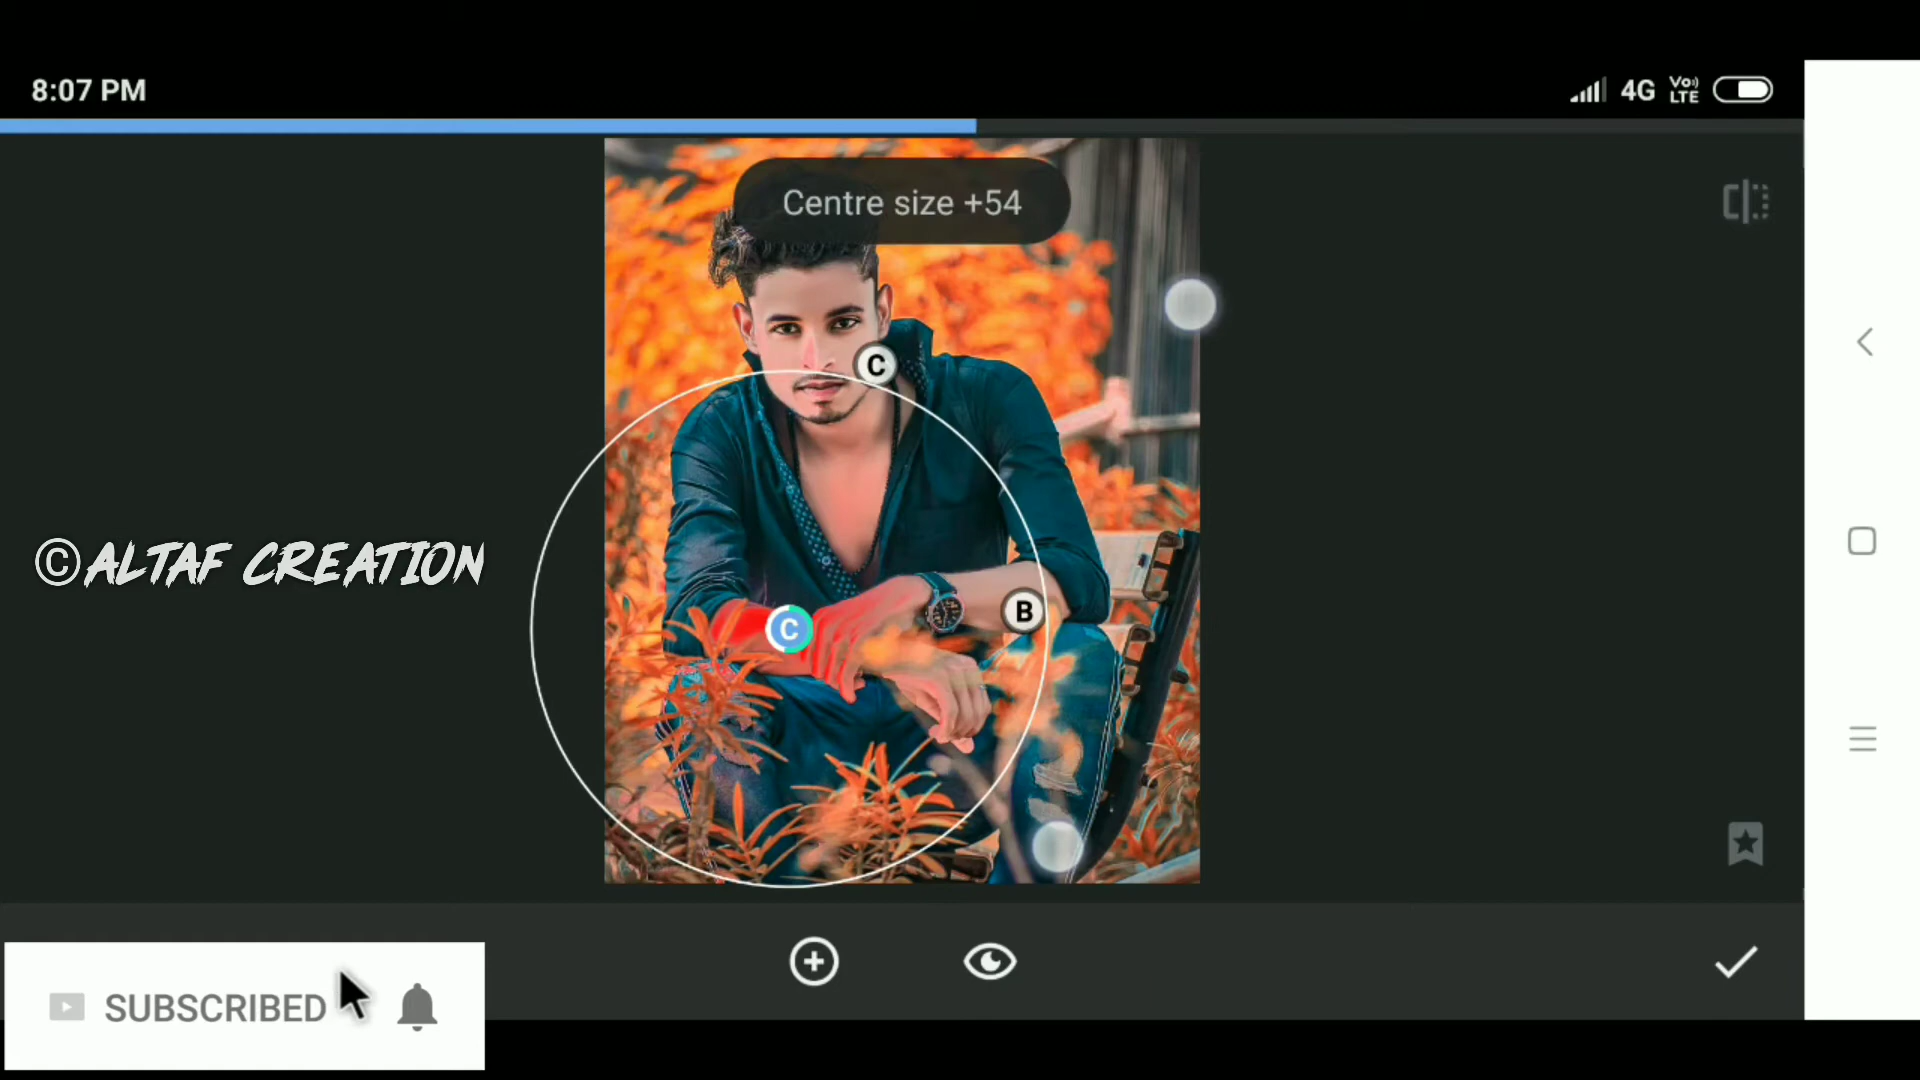 8:07 PM
4G
Vo))
LTE
Centre size +54
C
©ALTAF CREATION
B
C
SUBSCRIBED